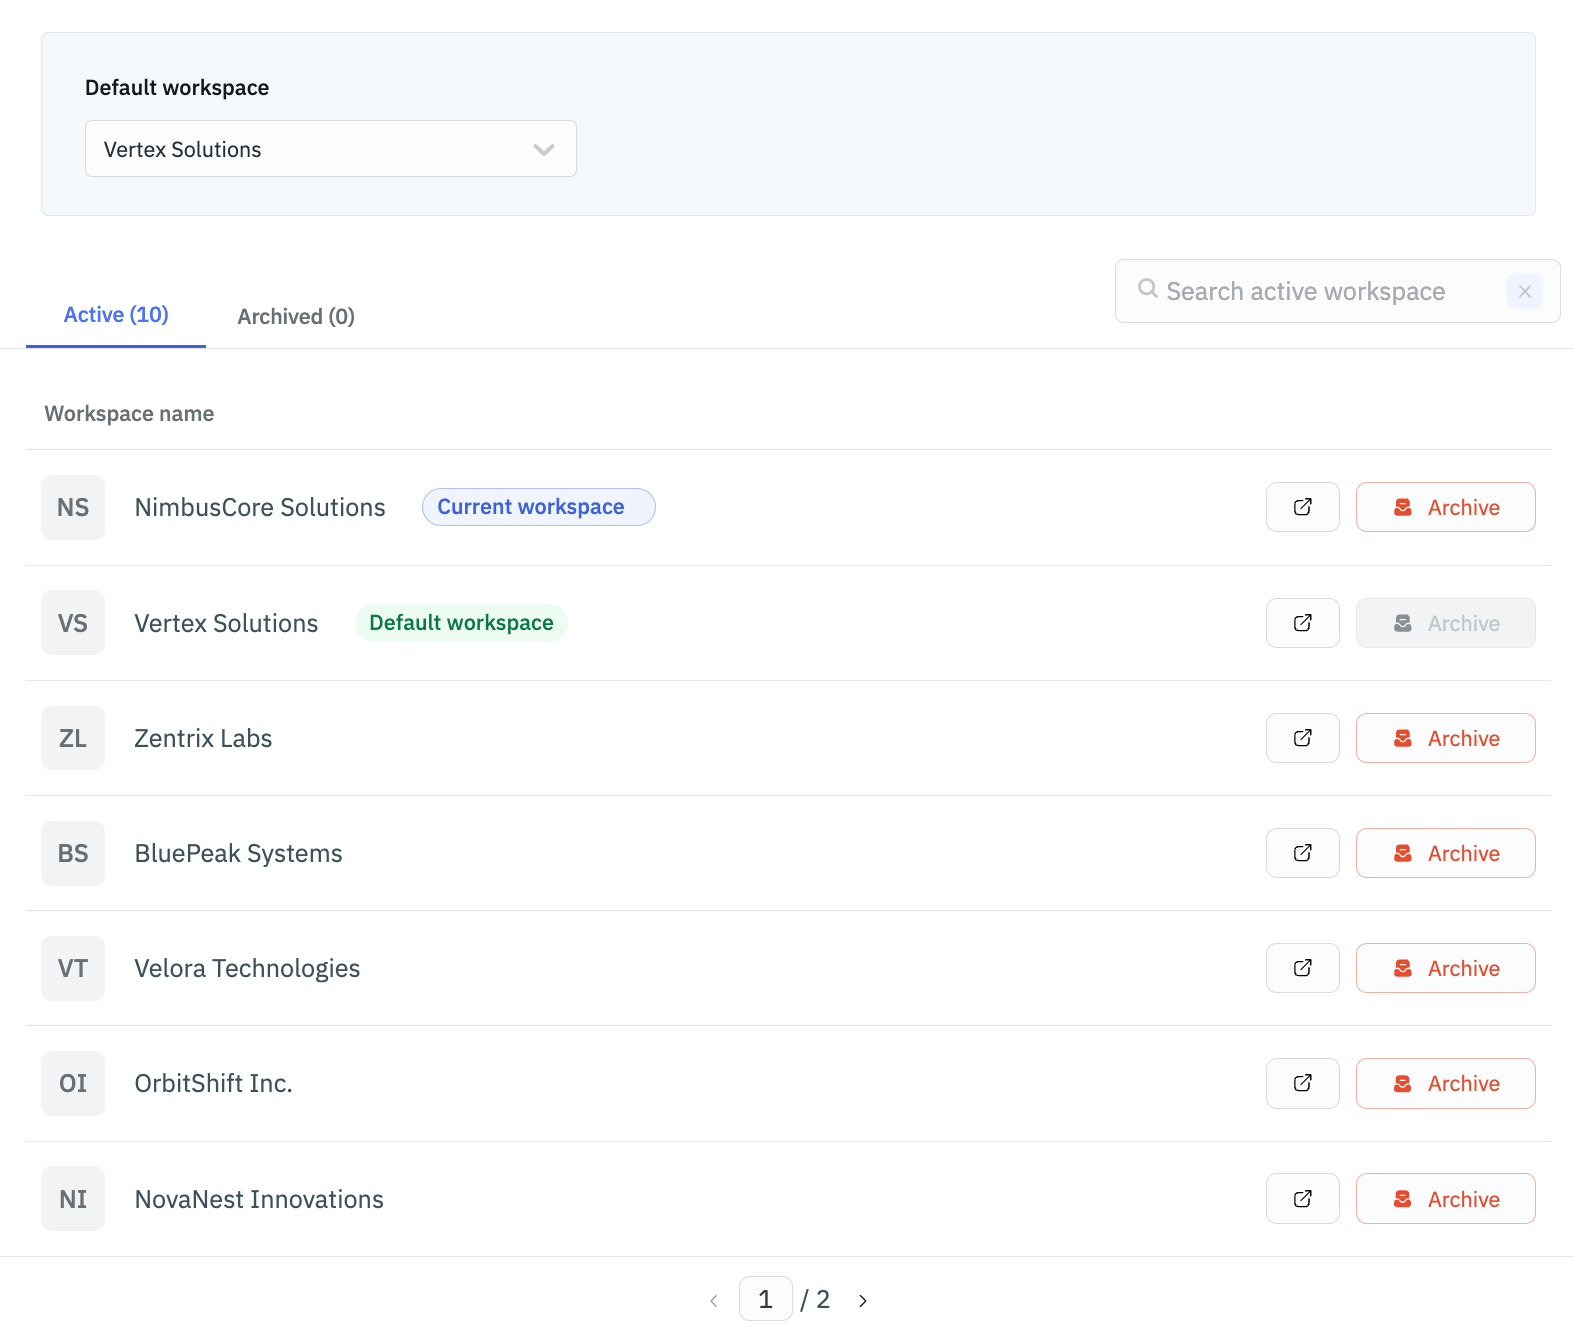 Default workspace
Vertex Solutions
Search active workspace
Active (10) Archived (0)
Workspace name
NS NimbusCore Solutions Current workspace Archive
VS Vertex Solutions Default workspace Archive
ZL Zentrix Labs Archive
BS BluePeak Systems Archive
VT Velora Technologies Archive
OI OrbitShift Inc. Archive
NI NovaNest Innovations Archive
1 / 2